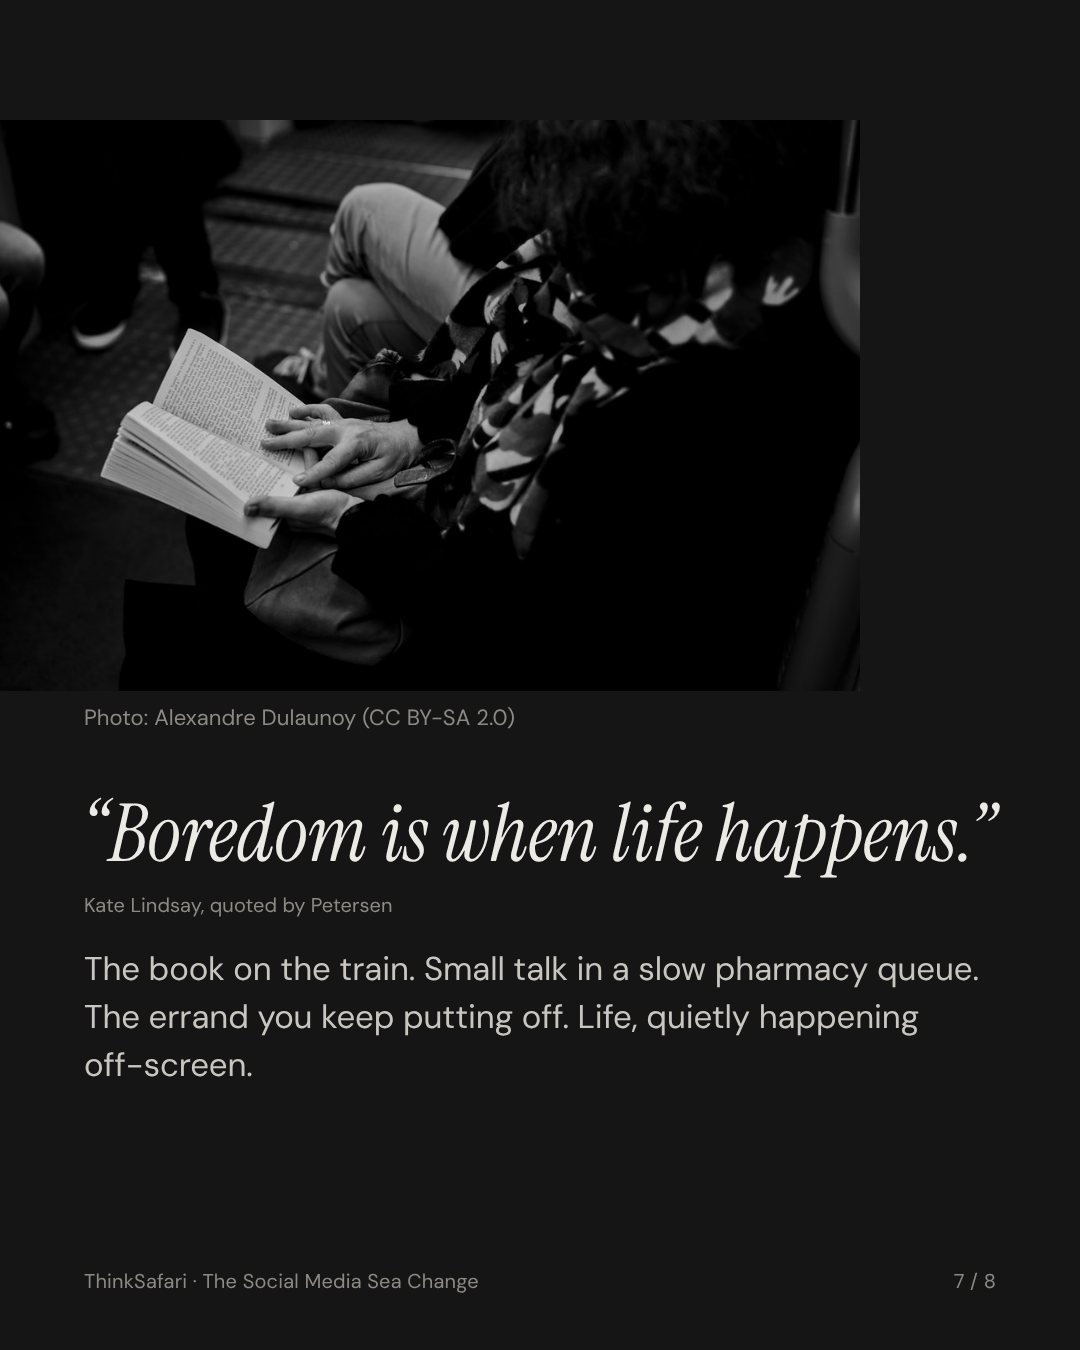 Photo: Alexandre Dulaunoy (CC BY-SA 2.0)
“Boredom is when life happens.”
Kate Lindsay, quoted by Petersen
The book on the train. Small talk in a slow pharmacy queue.
The errand you keep putting off. Life, quietly happening
off-screen.
ThinkSafari · The Social Media Sea Change
7 / 8